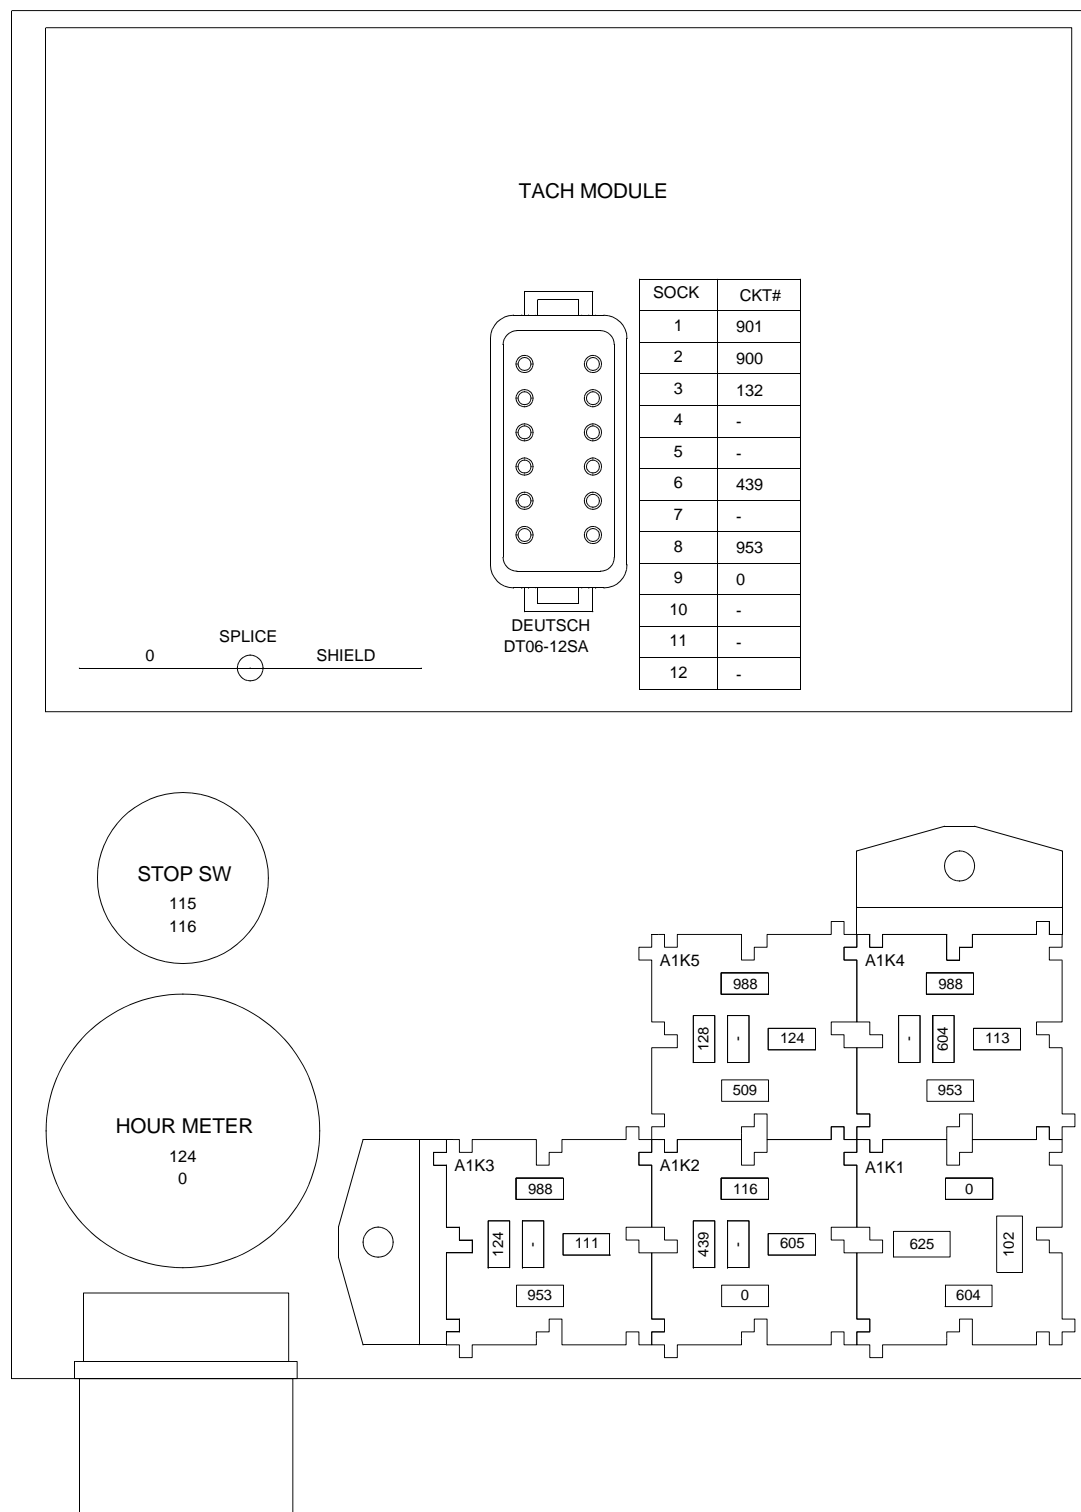 TACH MODULE
SOCK CKT#
1 901
2 900
3 132
4 -
5 -
6 439
7 -
8 953
9 0
10 -
11 -
12 -
DEUTSCH
DT06-12SA
SPLICE
0 SHIELD
STOP SW
115
116
HOUR METER
124
0
A1K5
988
128 - 124
509
A1K4
988
- 604 113
953
A1K3
988
124 - 111
953
A1K2
116
439 - 605
0
A1K1
0
625 102
604